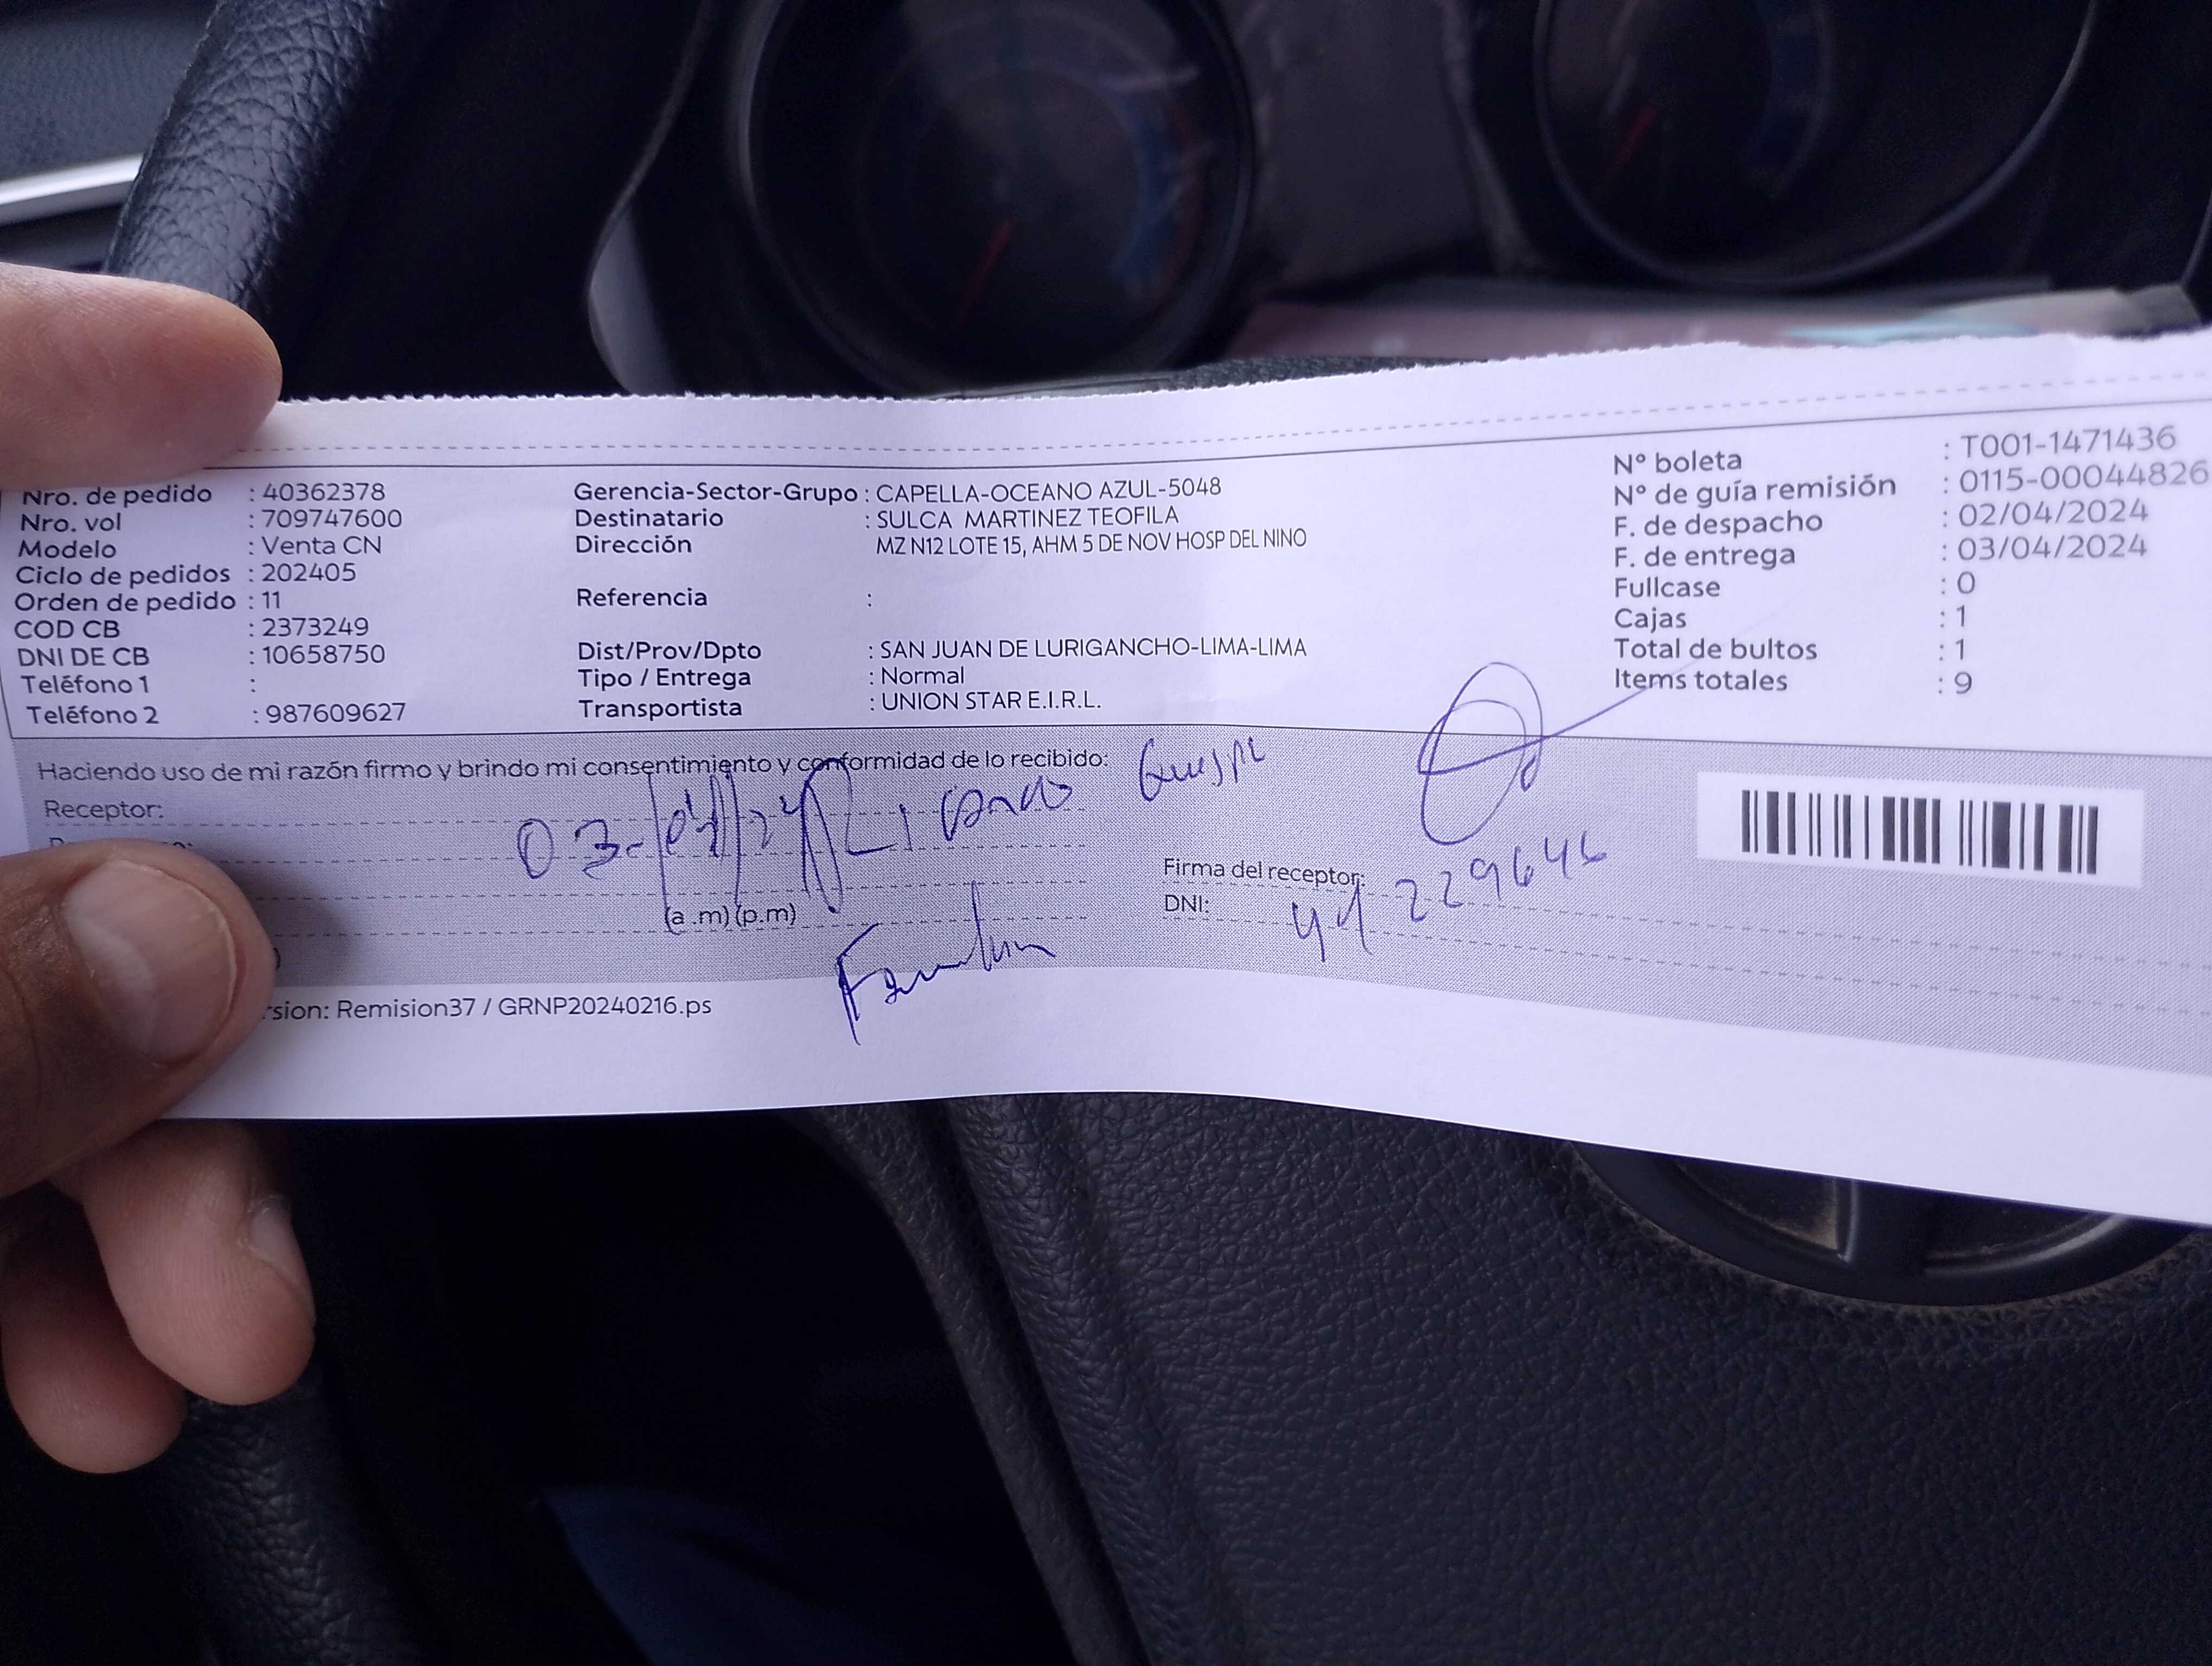 Nro. de pedido : 40362378
Nro. vol : 709747600
Modelo : Venta CN
Ciclo de pedidos : 202405
Orden de pedido : 11
COD CB : 2373249
DNI DE CB : 10658750
Teléfono 1 :
Teléfono 2 : 987609627
Gerencia-Sector-Grupo : CAPELLA-OCEANO AZUL-5048
Destinatario : SULCA MARTINEZ TEOFILA
Dirección MZ N12 LOTE 15, AHM 5 DE NOV HOSP DEL NINO
Referencia :
Dist/Prov/Dpto : SAN JUAN DE LURIGANCHO-LIMA-LIMA
Tipo / Entrega : Normal
Transportista : UNION STAR E.I.R.L.
N° boleta : T001-1471436
N° de guía remisión : 0115-00044826
F. de despacho : 02/04/2024
F. de entrega : 03/04/2024
Fullcase : 0
Cajas : 1
Total de bultos : 1
Items totales : 9
Haciendo uso de mi razón firmo y brindo mi consentimiento y conformidad de lo recibido:
Receptor:
03-/04/24
(a .m) (p.m)
Firma del receptor:
DNI:
rsion: Remision37 / GRNP20240216.ps